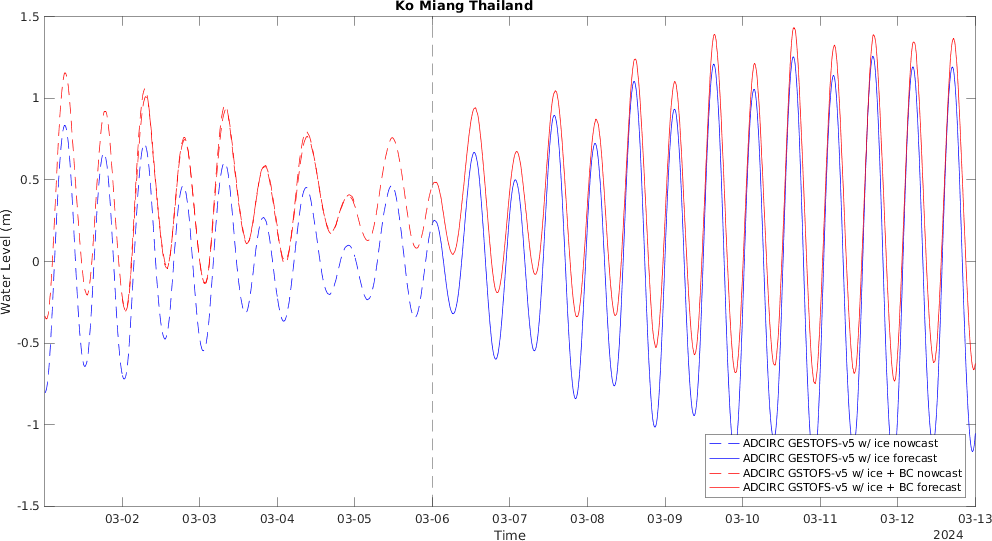 Ko Miang Thailand
Water Level (m)
1.5
1
0.5
0
-0.5
-1
-1.5
ADCIRC GESTOFS-v5 w/ ice nowcast
ADCIRC GESTOFS-v5 w/ ice forecast
ADCIRC GSTOFS-v5 w/ ice + BC nowcast
ADCIRC GSTOFS-v5 w/ ice + BC forecast
03-02 03-03 03-04 03-05 03-06 03-07 03-08 03-09 03-10 03-11 03-12 03-13
Time
2024